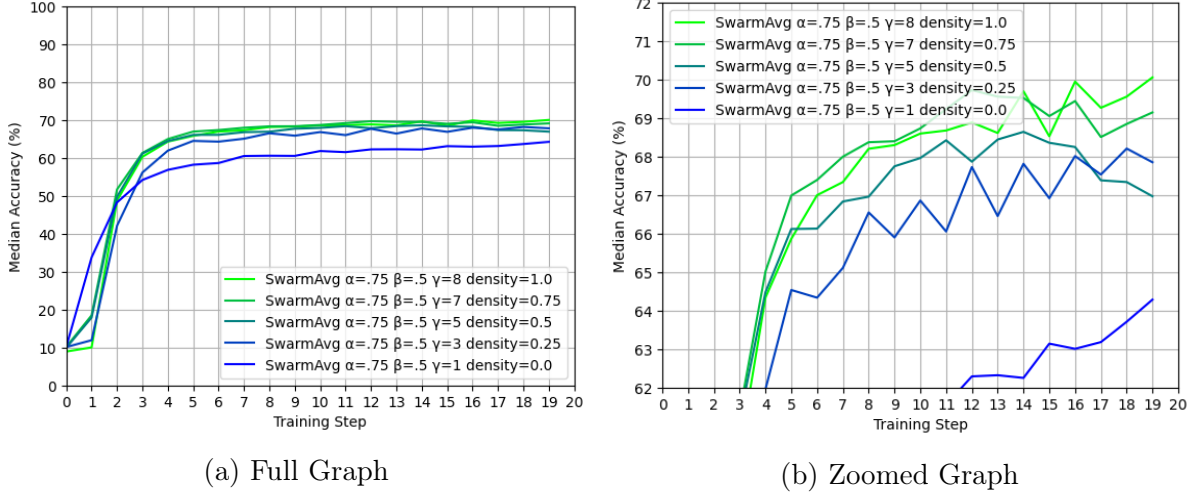 100
90
80
70
60
50
40
30
20
10
0
Median Accuracy (%)
SwarmAvg α=.75 β=.5 γ=8 density=1.0
SwarmAvg α=.75 β=.5 γ=7 density=0.75
SwarmAvg α=.75 β=.5 γ=5 density=0.5
SwarmAvg α=.75 β=.5 γ=3 density=0.25
SwarmAvg α=.75 β=.5 γ=1 density=0.0
0 1 2 3 4 5 6 7 8 9 10 11 12 13 14 15 16 17 18 19 20
Training Step
(a) Full Graph
72
71
70
69
68
67
66
65
64
63
62
Median Accuracy (%)
SwarmAvg α=.75 β=.5 γ=8 density=1.0
SwarmAvg α=.75 β=.5 γ=7 density=0.75
SwarmAvg α=.75 β=.5 γ=5 density=0.5
SwarmAvg α=.75 β=.5 γ=3 density=0.25
SwarmAvg α=.75 β=.5 γ=1 density=0.0
0 1 2 3 4 5 6 7 8 9 10 11 12 13 14 15 16 17 18 19 20
Training Step
(b) Zoomed Graph